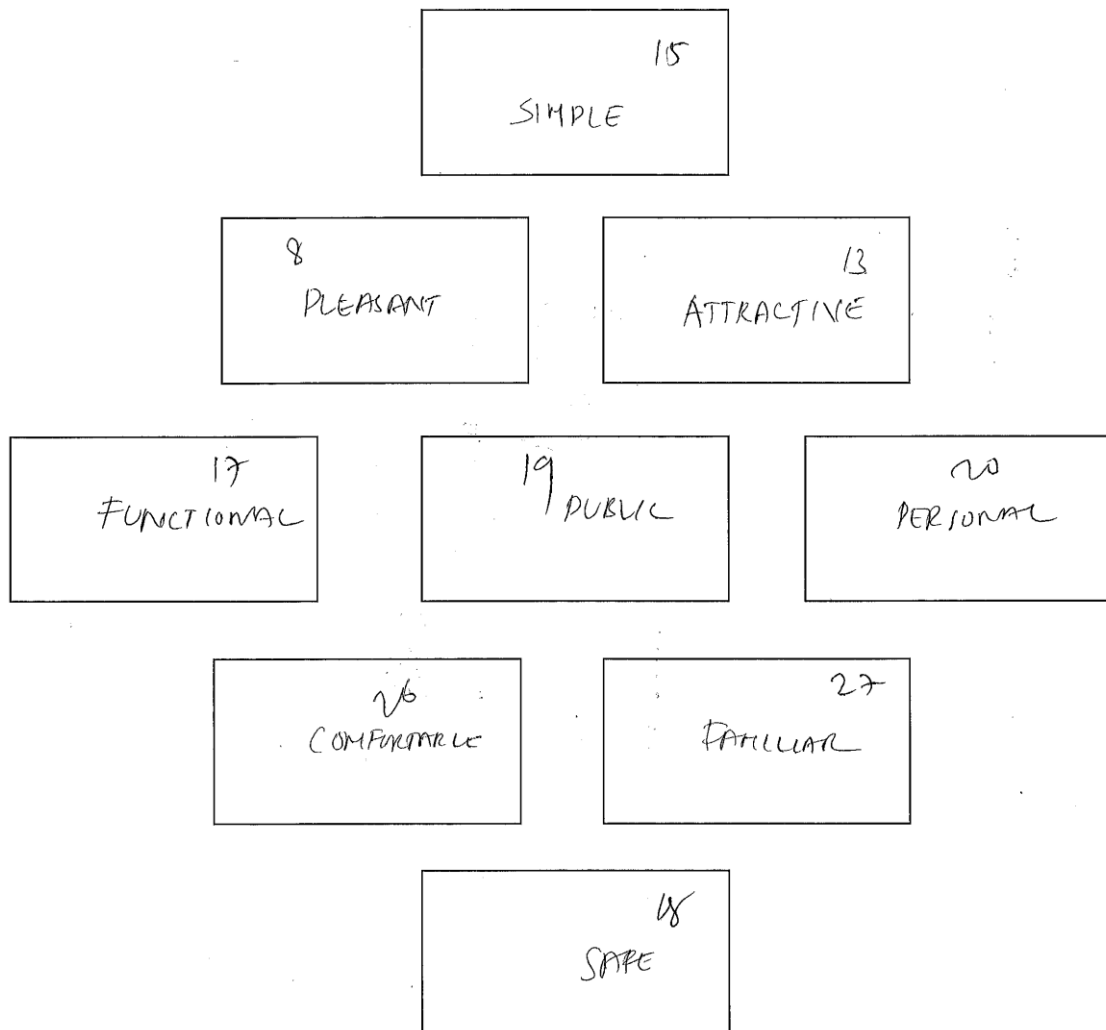 15
SIMPLE
8
PLEASANT
13
ATTRACTIVE
17
FUNCTIONAL
19
PUBLIC
20
PERSONAL
26
COMFORTABLE
27
FAMILIAR
SAFE